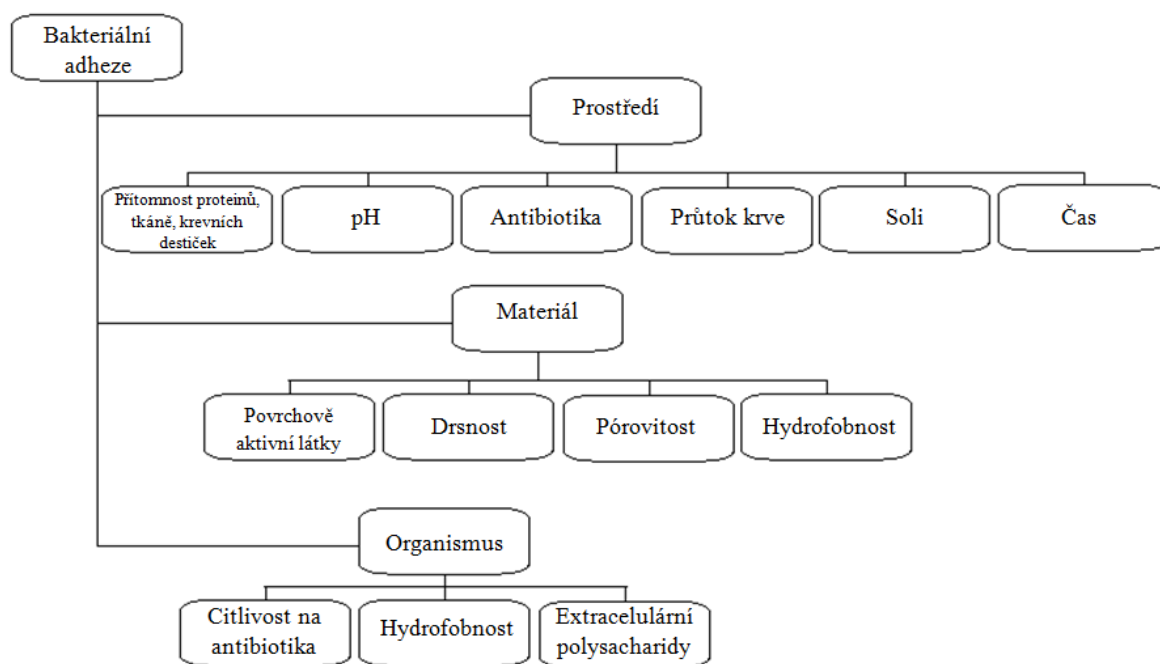 Bakteriální
adheze
Prostředí
Přítomnost proteinů,
tkáně, krevních
destiček
pH
Antibiotika
Průtok krve
Soli
Čas
Materiál
Povrchově
aktivní látky
Drsnost
Pórovitost
Hydrofobnost
Organismus
Citlivost na
antibiotika
Hydrofobnost
Extracelulární
polysacharidy